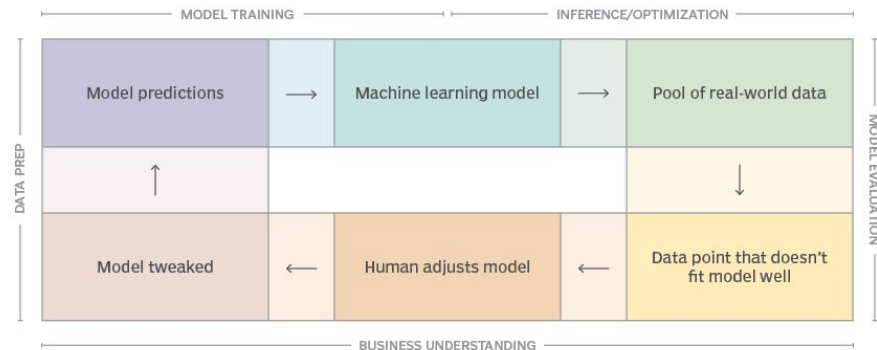 MODEL TRAINING
INFERENCE/OPTIMIZATION
Model predictions
Machine learning model
Pool of real-world data
DATA PREP
MODEL EVALUATION
Model tweaked
Human adjusts model
Data point that doesn't
fit model well
BUSINESS UNDERSTANDING